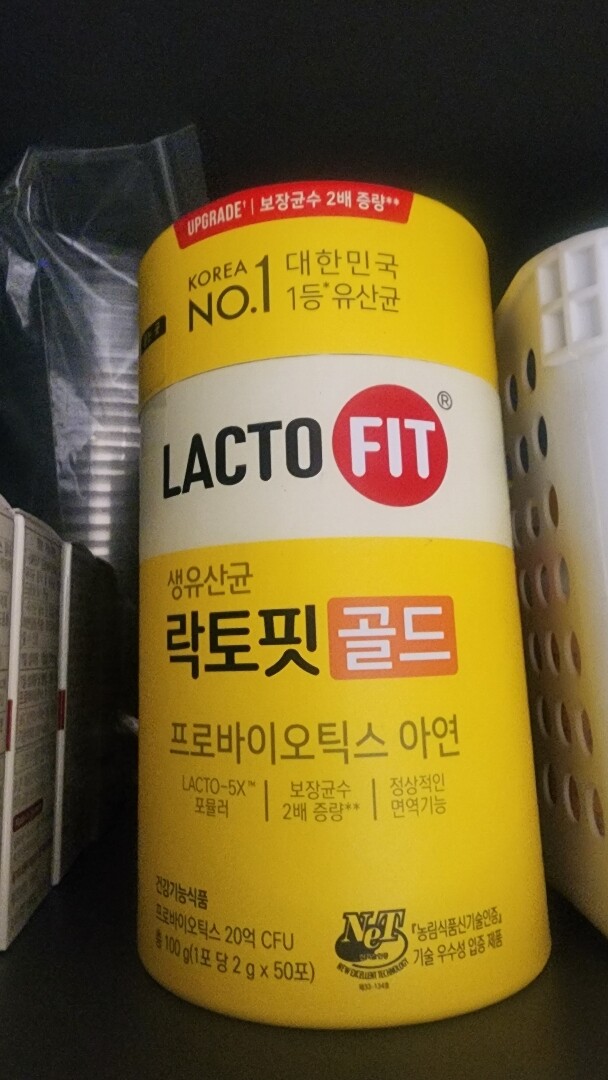 UPGRADE† | 보장균수 2배 증량**
KOREA NO.1
대한민국
1등* 유산균
LACTO FIT®
생유산균
락토핏 골드
프로바이오틱스 아연
LACTO-5X™
포뮬러
보장균수
2배 증량**
정상적인
면역기능
건강기능식품
프로바이오틱스 20억 CFU
총 100 g(1포 당 2 g x 50포)
NeT
NEW EXCELLENT TECHNOLOGY
『농림식품신기술인증』
기술 우수성 입증 제품